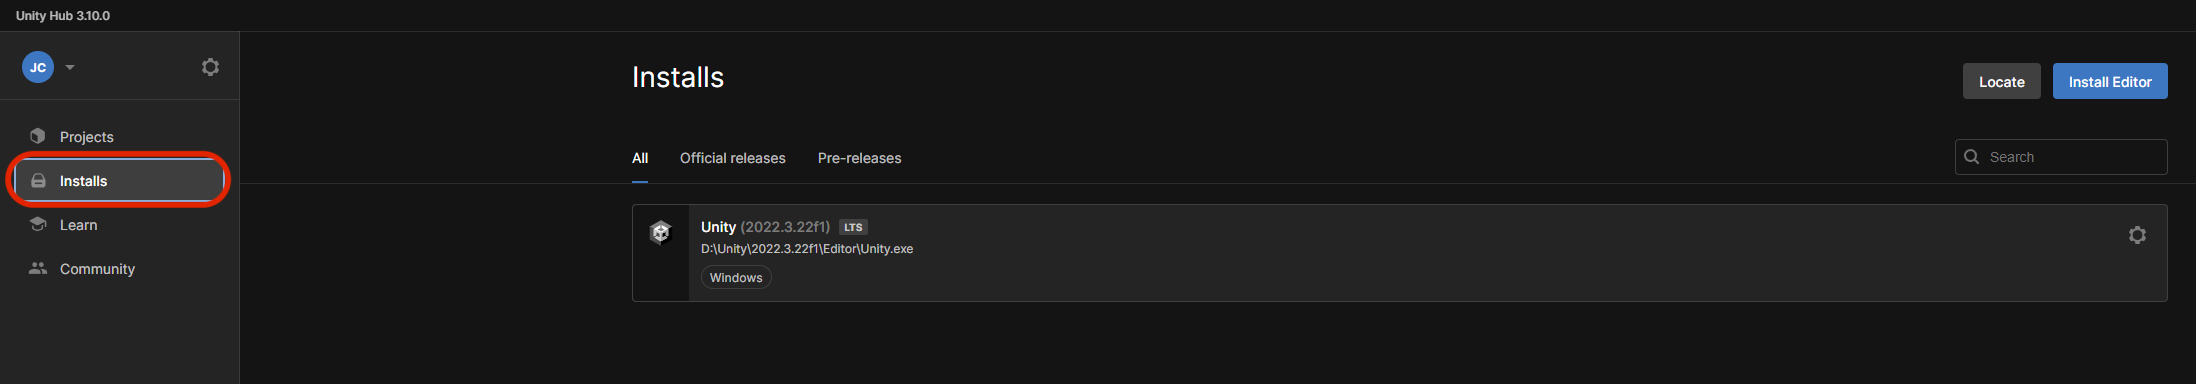 Unity Hub 3.10.0
JC
Projects
Installs
Learn
Community
Installs
Locate
Install Editor
All
Official releases
Pre-releases
Search
Unity (2022.3.22f1) LTS
D:\Unity\2022.3.22f1\Editor\Unity.exe
Windows